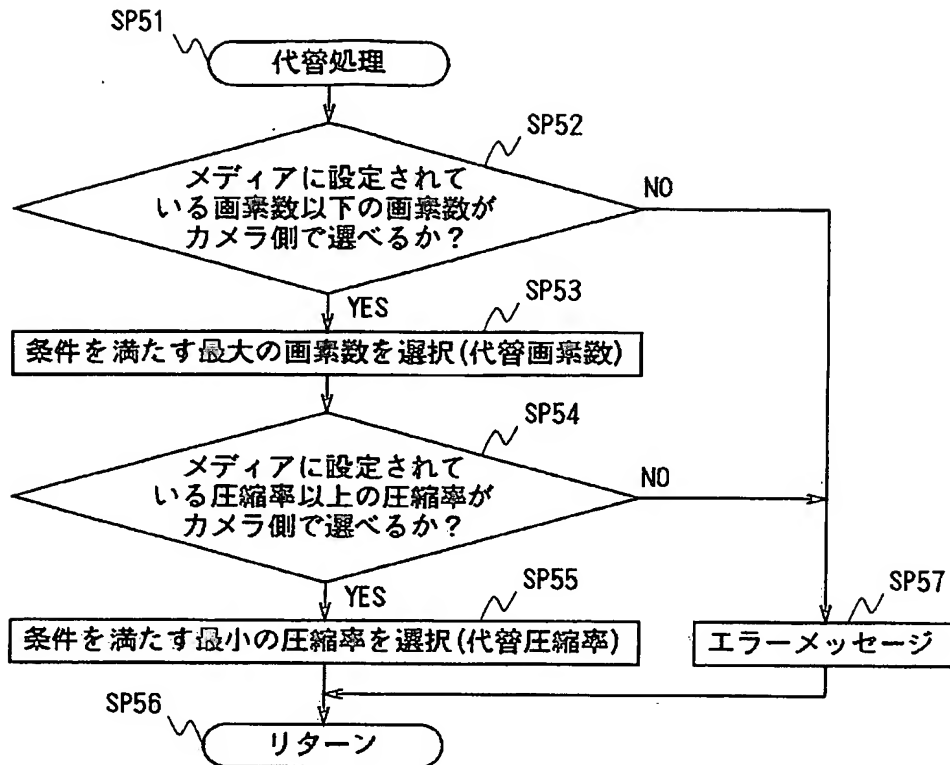 SP51
代替処理
SP52
メディアに設定されて
いる画素数以下の画素数が
カメラ側で選べるか？
NO
YES
SP53
条件を満たす最大の画素数を選択(代替画素数)
SP54
メディアに設定されて
いる圧縮率以上の圧縮率が
カメラ側で選べるか？
NO
YES
SP55
条件を満たす最小の圧縮率を選択(代替圧縮率)
SP57
エラーメッセージ
SP56
リターン